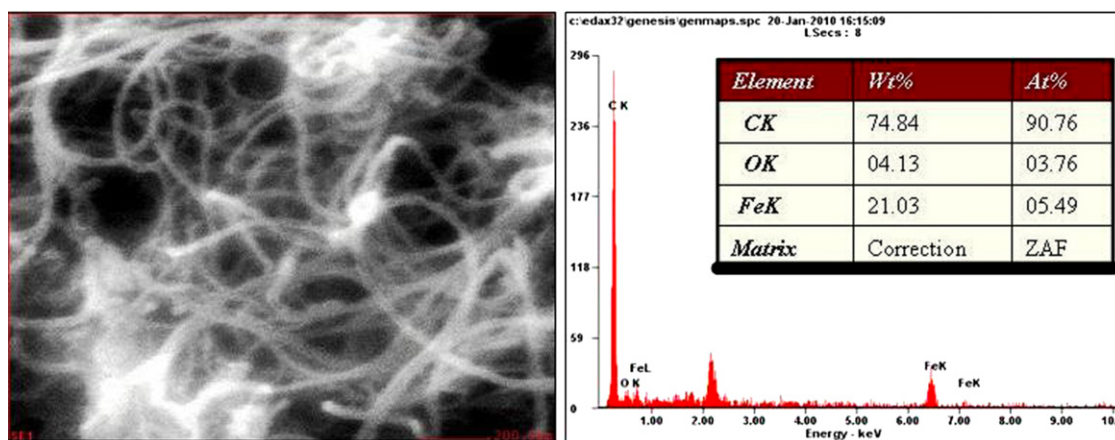 c:\edax32\genesis\genmaps.spc 20-Jan-2010 16:15:09
LSecs : 8
296
236
177
118
59
0
C K
O K
FeL
FeK
FeK
1.00 2.00 3.00 4.00 5.00 6.00 7.00 8.00 9.00 10
Energy - keV
Element Wt% At%
CK 74.84 90.76
OK 04.13 03.76
FeK 21.03 05.49
Matrix Correction ZAF
SE1